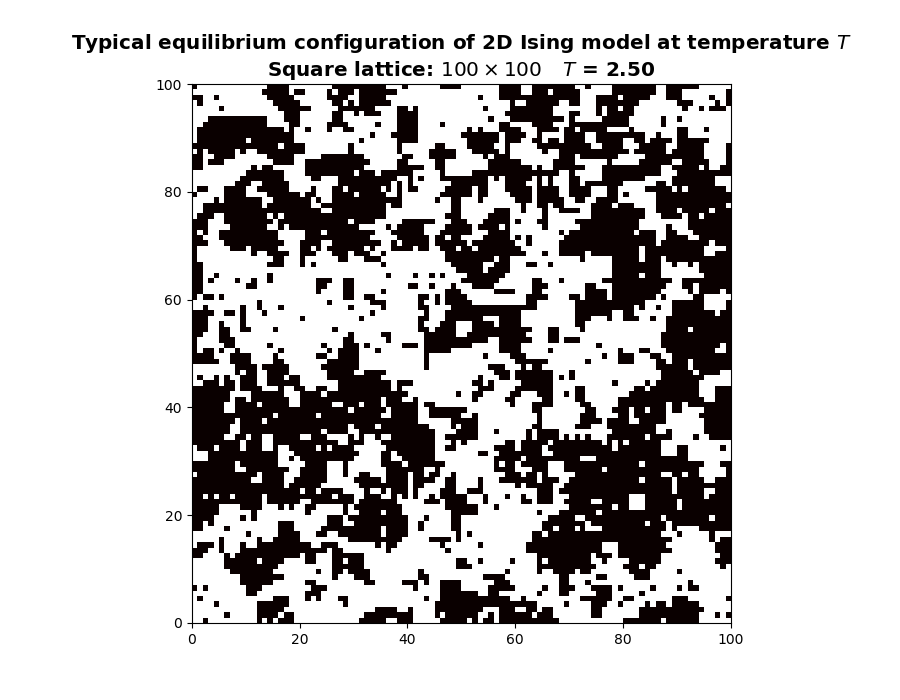 Typical equilibrium configuration of 2D Ising model at temperature T
Square lattice: 100 × 100 T = 2.50
100
80
60
40
20
0
0 20 40 60 80 100